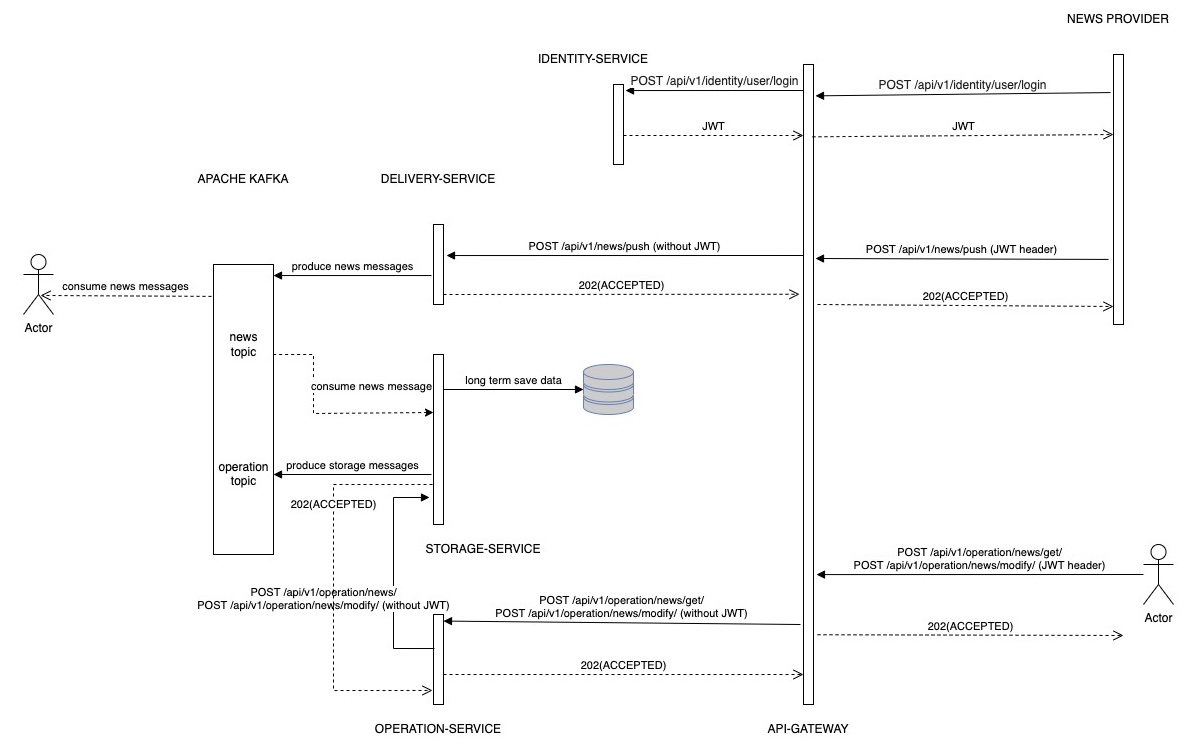 NEWS PROVIDER
IDENTITY-SERVICE
POST /api/v1/identity/user/login
POST /api/v1/identity/user/login
JWT
JWT
APACHE KAFKA
DELIVERY-SERVICE
POST /api/v1/news/push (without JWT)
POST /api/v1/news/push (JWT header)
produce news messages
consume news messages
202(ACCEPTED)
202(ACCEPTED)
Actor
news
topic
consume news message
long term save data
operation
topic
produce storage messages
202(ACCEPTED)
STORAGE-SERVICE
POST /api/v1/operation/news/get/
POST /api/v1/operation/news/modify/ (JWT header)
POST /api/v1/operation/news/
POST /api/v1/operation/news/modify/ (without JWT)
POST /api/v1/operation/news/get/
POST /api/v1/operation/news/modify/ (without JWT)
Actor
202(ACCEPTED)
202(ACCEPTED)
OPERATION-SERVICE
API-GATEWAY